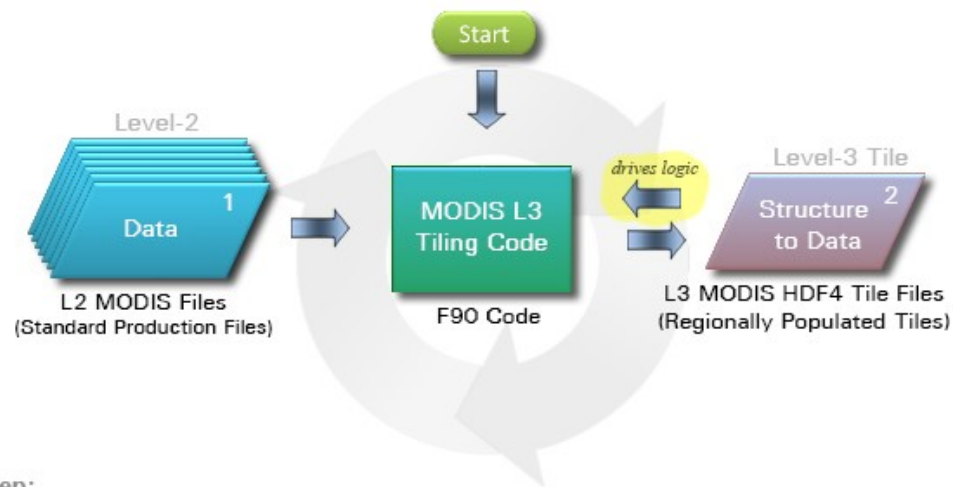 Start
Level-2
1
Data
L2 MODIS Files
(Standard Production Files)
MODIS L3
Tiling Code
F90 Code
drives logic
Level-3 Tile
2
Structure
to Data
L3 MODIS HDF4 Tile Files
(Regionally Populated Tiles)